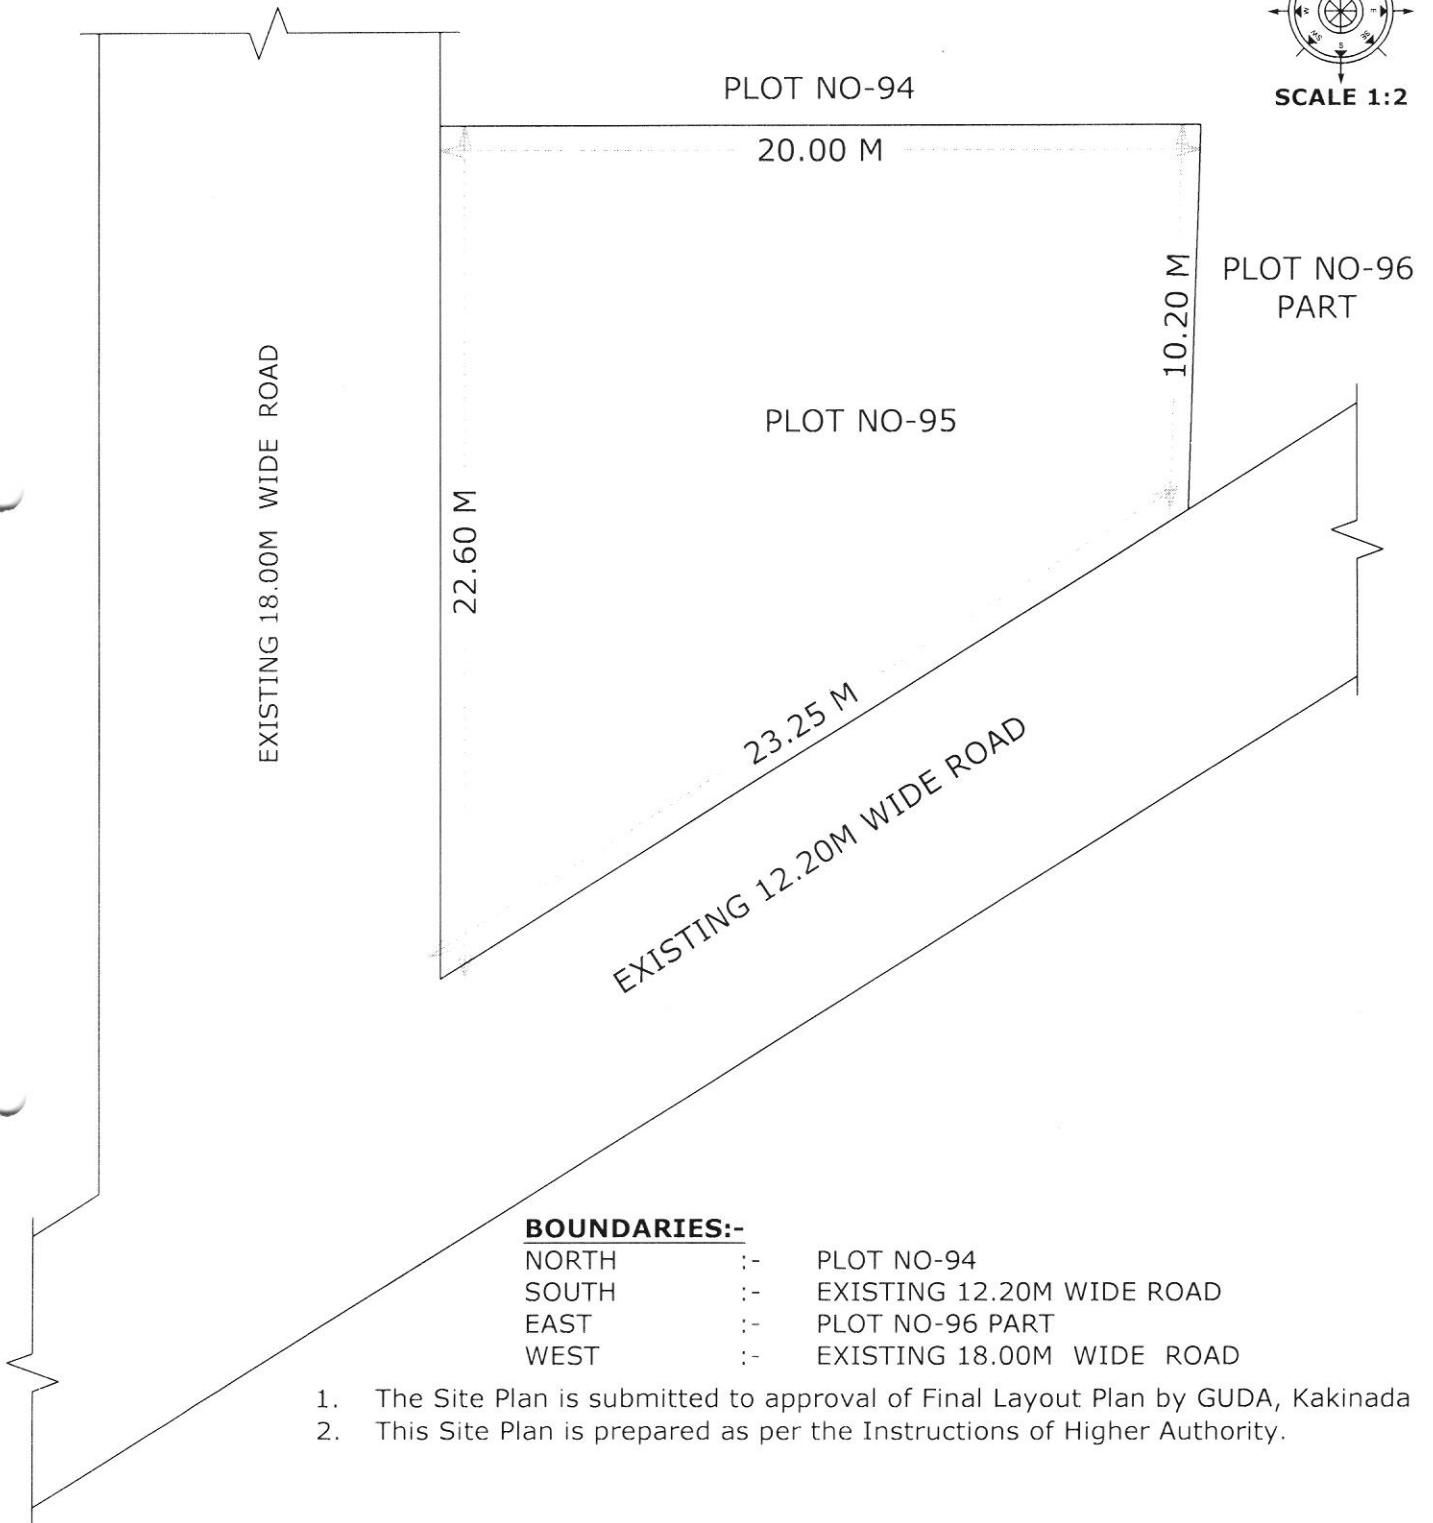 W
E
SW
S
SE
SCALE 1:2
PLOT NO-94
20.00 M
PLOT NO-96
PART
10.20 M
PLOT NO-95
22.60 M
EXISTING 18.00M WIDE ROAD
23.25 M
EXISTING 12.20M WIDE ROAD
BOUNDARIES:-
NORTH :- PLOT NO-94
SOUTH :- EXISTING 12.20M WIDE ROAD
EAST :- PLOT NO-96 PART
WEST :- EXISTING 18.00M WIDE ROAD
1. The Site Plan is submitted to approval of Final Layout Plan by GUDA, Kakinada
2. This Site Plan is prepared as per the Instructions of Higher Authority.